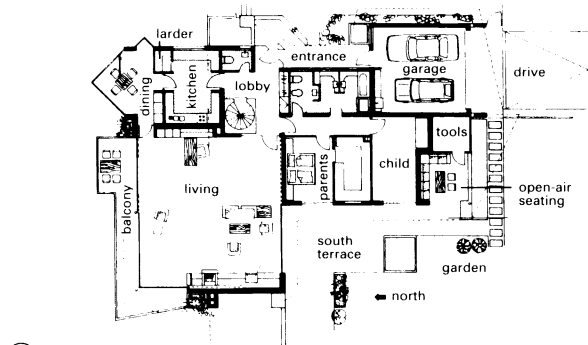 larder
entrance
kitchen
garage
drive
dining
lobby
tools
child
parents
living
balcony
open-air
seating
south
terrace
garden
north